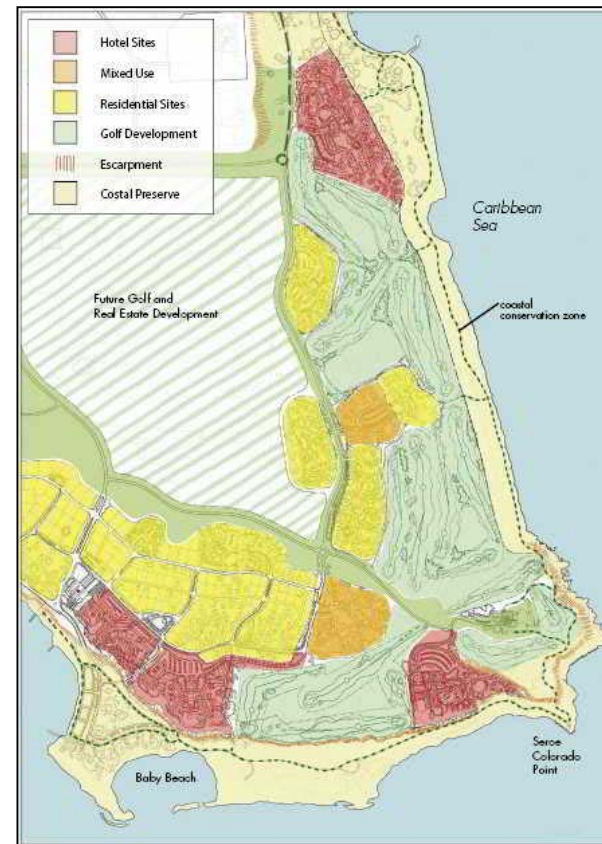 Hotel Sites
Mixed Use
Residential Sites
Golf Development
Escarpment
Costal Preserve
Caribbean
Sea
coastal
conservation zone
Future Golf and
Real Estate Development
Seroe
Colorado
Point
Baby Beach